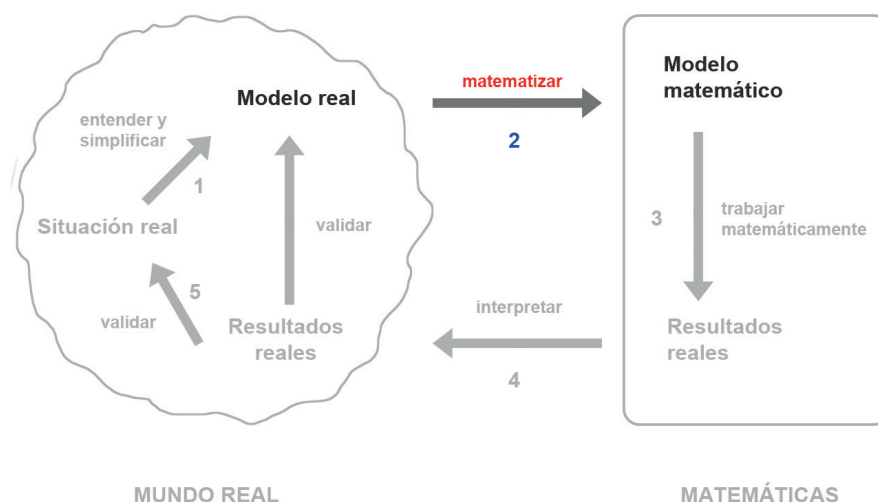 Modelo real
entender y
simplificar
1
Situación real
validar
5
validar
Resultados
reales
matematizar
2
interpretar
4
Modelo
matemático
3
trabajar
matemáticamente
Resultados
reales
MUNDO REAL
MATEMÁTICAS